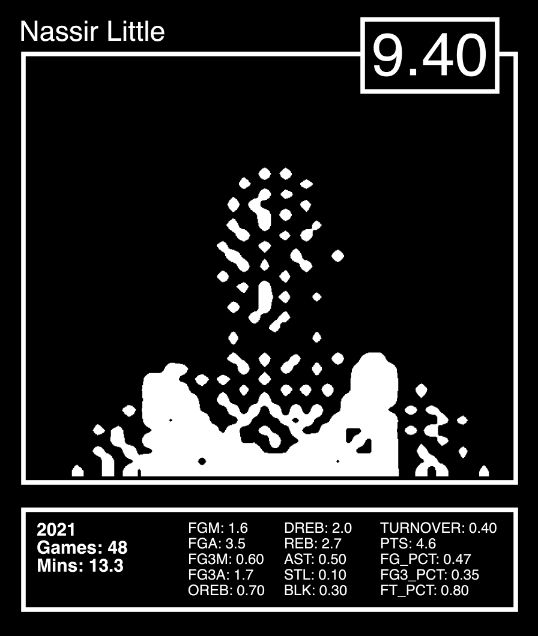 Nassir Little
9.40
2021
Games: 48
Mins: 13.3
FGM: 1.6
FGA: 3.5
FG3M: 0.60
FG3A: 1.7
OREB: 0.70
DREB: 2.0
REB: 2.7
AST: 0.50
STL: 0.10
BLK: 0.30
TURNOVER: 0.40
PTS: 4.6
FG_PCT: 0.47
FG3_PCT: 0.35
FT_PCT: 0.80